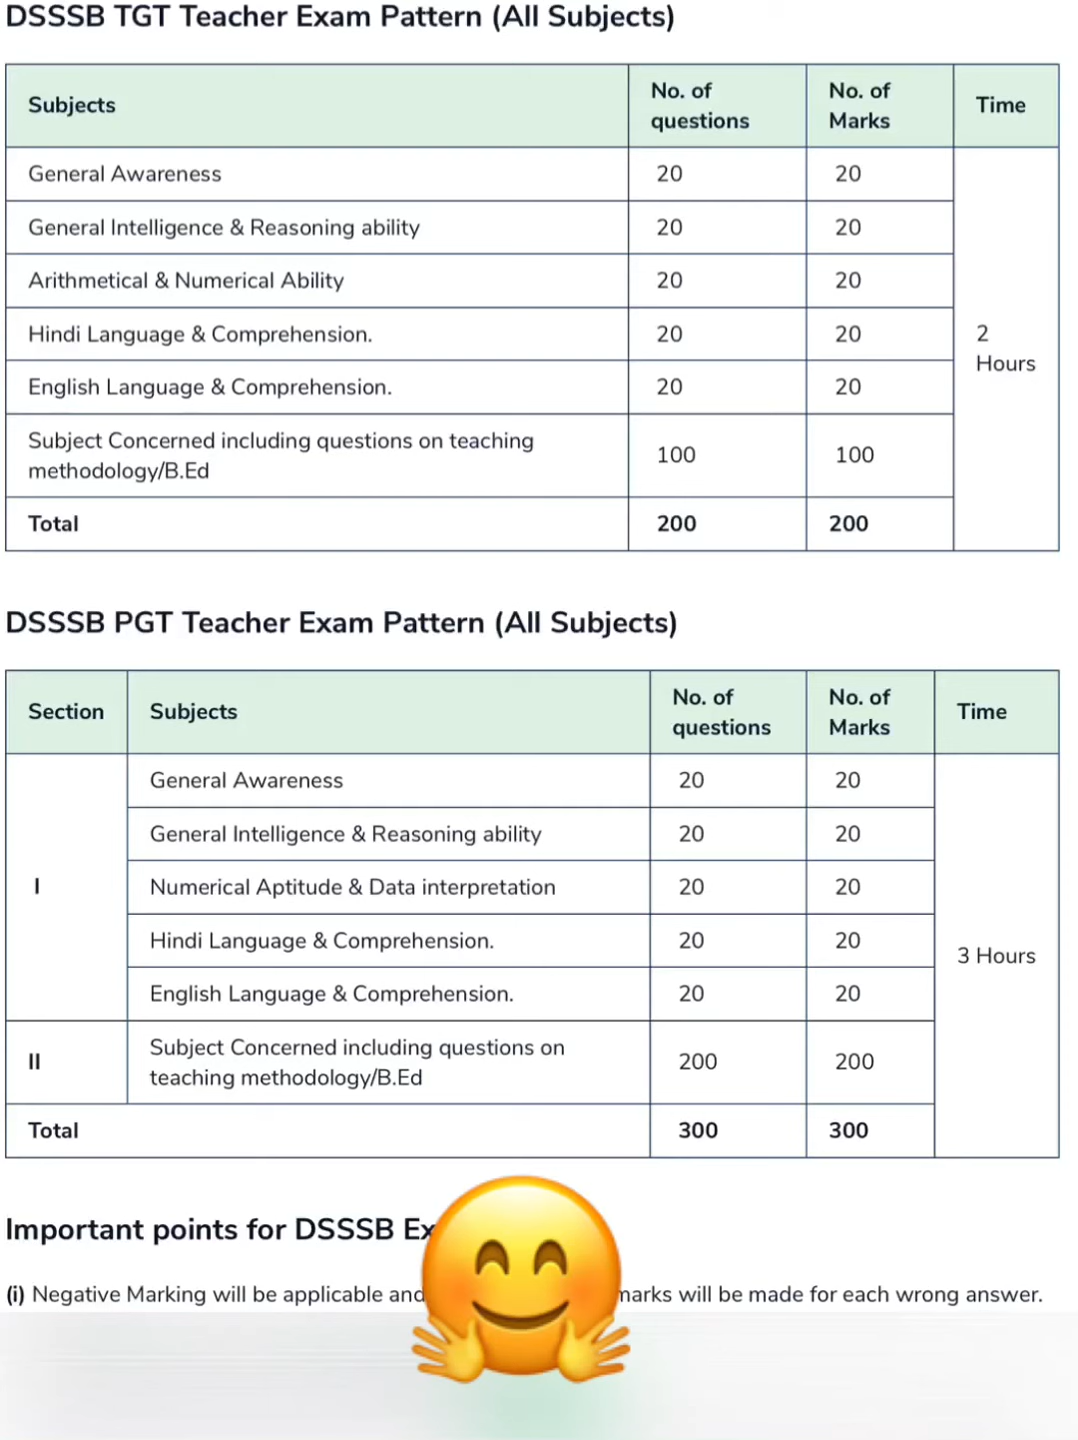 DSSSB TGT Teacher Exam Pattern (All Subjects)
Subjects No. of questions No. of Marks Time
General Awareness 20 20
General Intelligence & Reasoning ability 20 20
Arithmetical & Numerical Ability 20 20
Hindi Language & Comprehension. 20 20 2 Hours
English Language & Comprehension. 20 20
Subject Concerned including questions on teaching
methodology/B.Ed 100 100
Total 200 200
DSSSB PGT Teacher Exam Pattern (All Subjects)
Section Subjects No. of questions No. of Marks Time
General Awareness 20 20
General Intelligence & Reasoning ability 20 20
I Numerical Aptitude & Data interpretation 20 20
Hindi Language & Comprehension. 20 20 3 Hours
English Language & Comprehension. 20 20
II Subject Concerned including questions on
teaching methodology/B.Ed 200 200
Total 300 300
Important points for DSSSB
(i) Negative Marking will be applicable and marks will be made for each wrong answer.